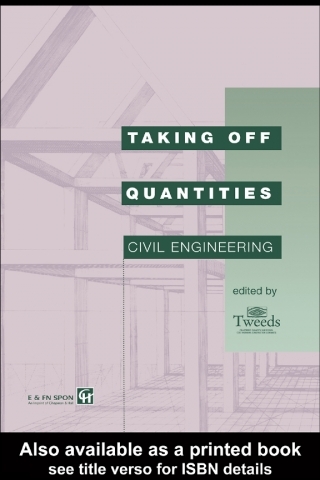 TAKING OFF
QUANTITIES
CIVIL ENGINEERING
edited by
Tweeds
E & FN SPON
Also available as a printed book
see title verso for ISBN details